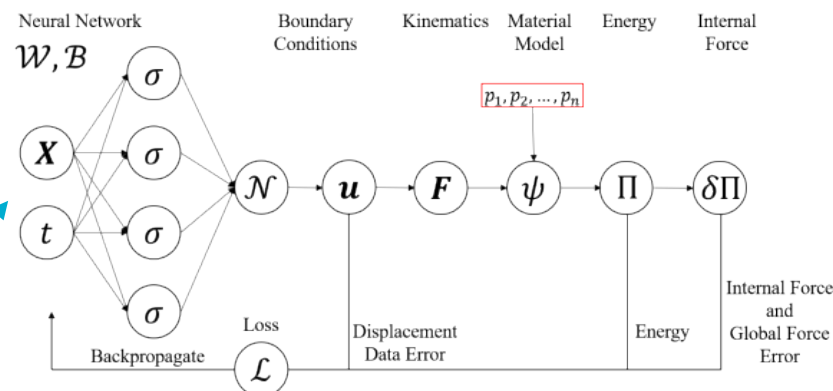 Neural Network
𝒲, ℬ
Boundary
Conditions
Kinematics
Material
Model
Energy
Internal
Force
σ
p₁, p₂, …, pₙ
X
σ
𝒩
u
F
ψ
Π
δΠ
t
σ
σ
Loss
Backpropagate
ℒ
Displacement
Data Error
Energy
Internal Force
and
Global Force
Error